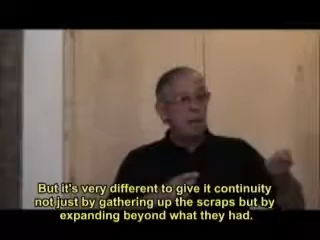 But it's very different to give it continuity
not just by gathering up the scraps but by
expanding beyond what they had.